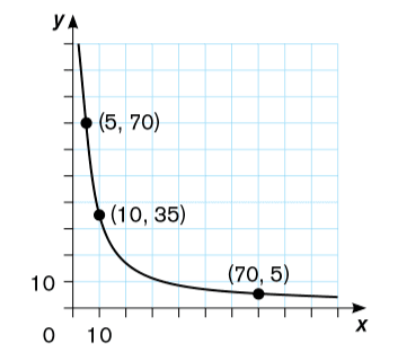 y
(5, 70)
(10, 35)
(70, 5)
10
x
0 10